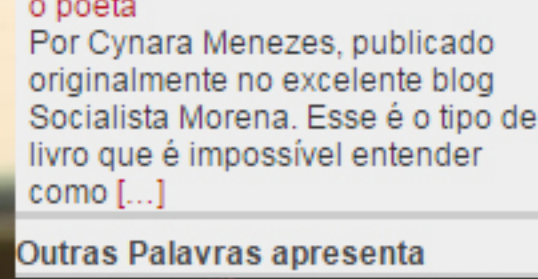 o poeta
Por Cynara Menezes, publicado
originalmente no excelente blog
Socialista Morena. Esse é o tipo de
livro que é impossível entender
como [...]
Outras Palavras apresenta